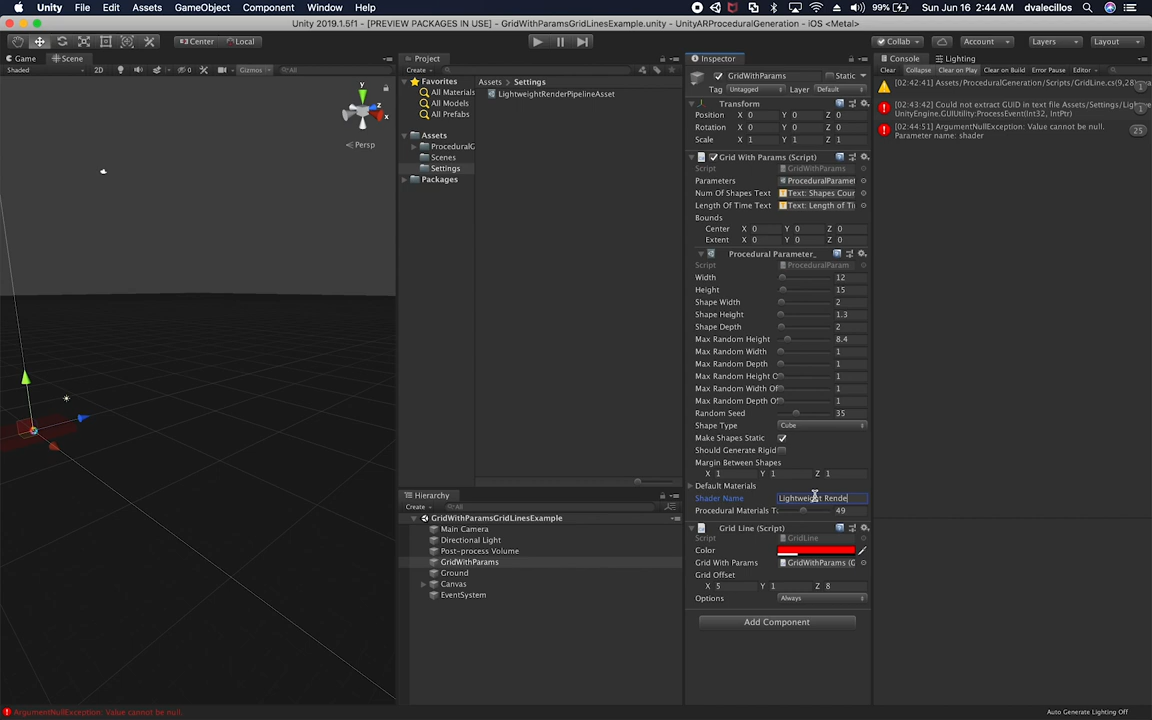 Unity File Edit Assets GameObject Component Window Help 99% Sun Jun 16 2:44 AM dvalecillos
Unity 2019.1.5f1 - [PREVIEW PACKAGES IN USE] - GridWithParamsGridLinesExample.unity - UnityARProceduralGeneration - iOS <Metal>
Center Local Collab Account Layers Layout
Game Scene
Shaded 2D 0 Gizmos All
y
z
x
Persp
Project
Create
Favorites
All Materials
All Models
All Prefabs
Assets
ProceduralG
Scenes
Settings
Packages
Assets Settings
LightweightRenderPipelineAsset
Hierarchy
Create All
GridWithParamsGridLinesExample
Main Camera
Directional Light
Post-process Volume
GridWithParams
Ground
Canvas
EventSystem
Inspector
GridWithParams Static
Tag Untagged Layer Default
Transform
Position X 0 Y 0 Z 0
Rotation X 0 Y 0 Z 0
Scale X 1 Y 1 Z 1
Grid With Params (Script)
Script GridWithParams
Parameters ProceduralParamet
Num Of Shapes Text Text: Shapes Cour
Length Of Time Text Text: Length of Ti
Bounds
Center X 0 Y 0 Z 0
Extent X 0 Y 0 Z 0
Procedural Parameter_
Script ProceduralParam
Width 12
Height 15
Shape Width 2
Shape Height 1.3
Shape Depth 2
Max Random Height 8.4
Max Random Width 1
Max Random Depth 1
Max Random Height O 1
Max Random Width Of 1
Max Random Depth Of 1
Random Seed 35
Shape Type Cube
Make Shapes Static
Should Generate Rigid
Margin Between Shapes
X 1 Y 1 Z 1
Default Materials
Shader Name Lightweight Rende
Procedural Materials T 49
Grid Line (Script)
Script GridLine
Color
Grid With Params GridWithParams (G
Grid Offset
X 5 Y 1 Z 8
Options Always
Add Component
Console Lighting
Clear Collapse Clear on Play Clear on Build Error Pause Editor
[02:42:41] Assets/ProceduralGeneration/Scripts/GridLine.cs(9,28) 1
[02:43:42] Could not extract GUID in text file Assets/Settings/Lightwe 1
UnityEngine.GUIUtility:ProcessEvent(Int32, IntPtr)
[02:44:51] ArgumentNullException: Value cannot be null. 25
Parameter name: shader
ArgumentNullException: Value cannot be null. Auto Generate Lighting Off